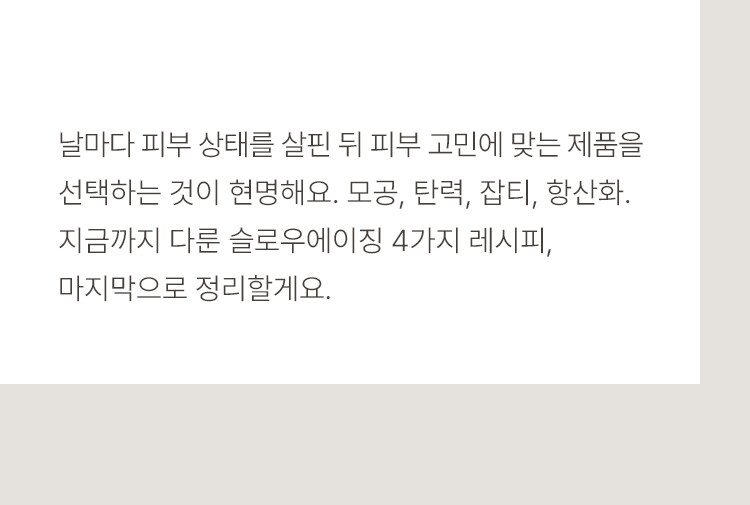 날마다 피부 상태를 살핀 뒤 피부 고민에 맞는 제품을
선택하는 것이 현명해요. 모공, 탄력, 잡티, 항산화.
지금까지 다룬 슬로우에이징 4가지 레시피,
마지막으로 정리할게요.